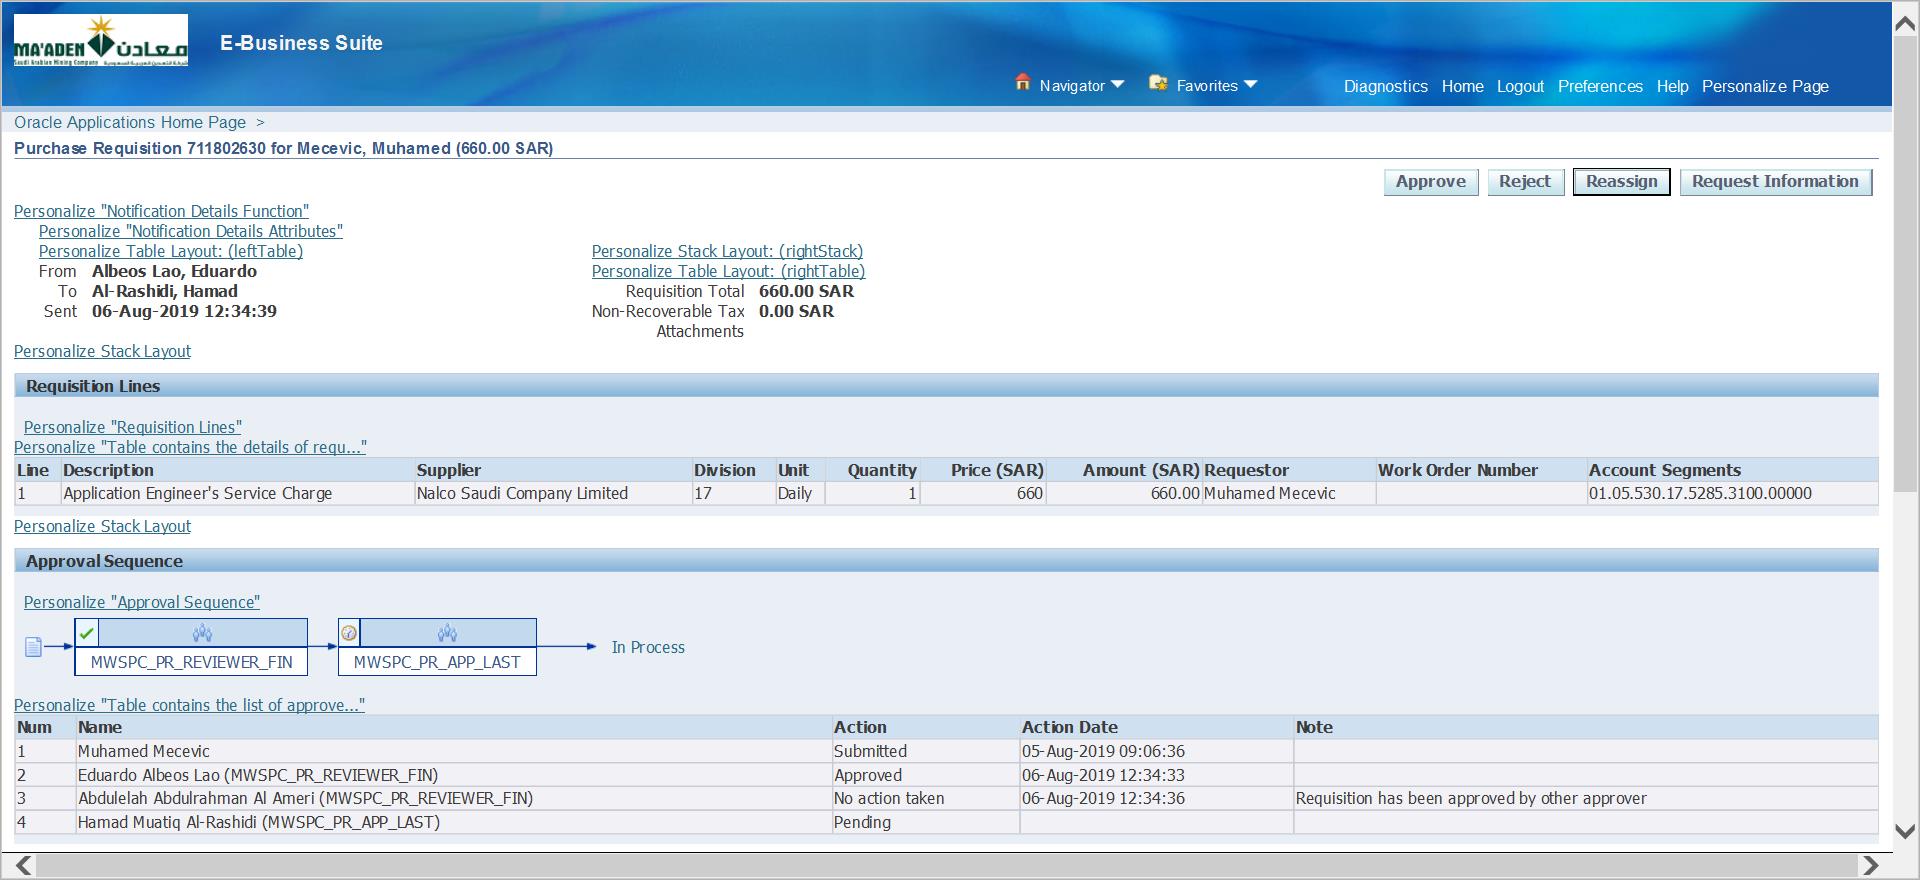 MA'ADEN معادن
Saudi Arabian Mining Company شركة التعدين العربية السعودية
E-Business Suite
Navigator Favorites Diagnostics Home Logout Preferences Help Personalize Page
Oracle Applications Home Page >
Purchase Requisition 711802630 for Mecevic, Muhamed (660.00 SAR)
Approve Reject Reassign Request Information
Personalize "Notification Details Function"
Personalize "Notification Details Attributes"
Personalize Table Layout: (leftTable) Personalize Stack Layout: (rightStack)
From Albeos Lao, Eduardo Personalize Table Layout: (rightTable)
To Al-Rashidi, Hamad Requisition Total 660.00 SAR
Sent 06-Aug-2019 12:34:39 Non-Recoverable Tax 0.00 SAR
Attachments
Personalize Stack Layout
Requisition Lines
Personalize "Requisition Lines"
Personalize "Table contains the details of requ..."
Line Description Supplier Division Unit Quantity Price (SAR) Amount (SAR) Requestor Work Order Number Account Segments
1 Application Engineer's Service Charge Nalco Saudi Company Limited 17 Daily 1 660 660.00 Muhamed Mecevic 01.05.530.17.5285.3100.00000
Personalize Stack Layout
Approval Sequence
Personalize "Approval Sequence"
MWSPC_PR_REVIEWER_FIN MWSPC_PR_APP_LAST In Process
Personalize "Table contains the list of approve..."
Num Name Action Action Date Note
1 Muhamed Mecevic Submitted 05-Aug-2019 09:06:36
2 Eduardo Albeos Lao (MWSPC_PR_REVIEWER_FIN) Approved 06-Aug-2019 12:34:33
3 Abdulelah Abdulrahman Al Ameri (MWSPC_PR_REVIEWER_FIN) No action taken 06-Aug-2019 12:34:36 Requisition has been approved by other approver
4 Hamad Muatiq Al-Rashidi (MWSPC_PR_APP_LAST) Pending